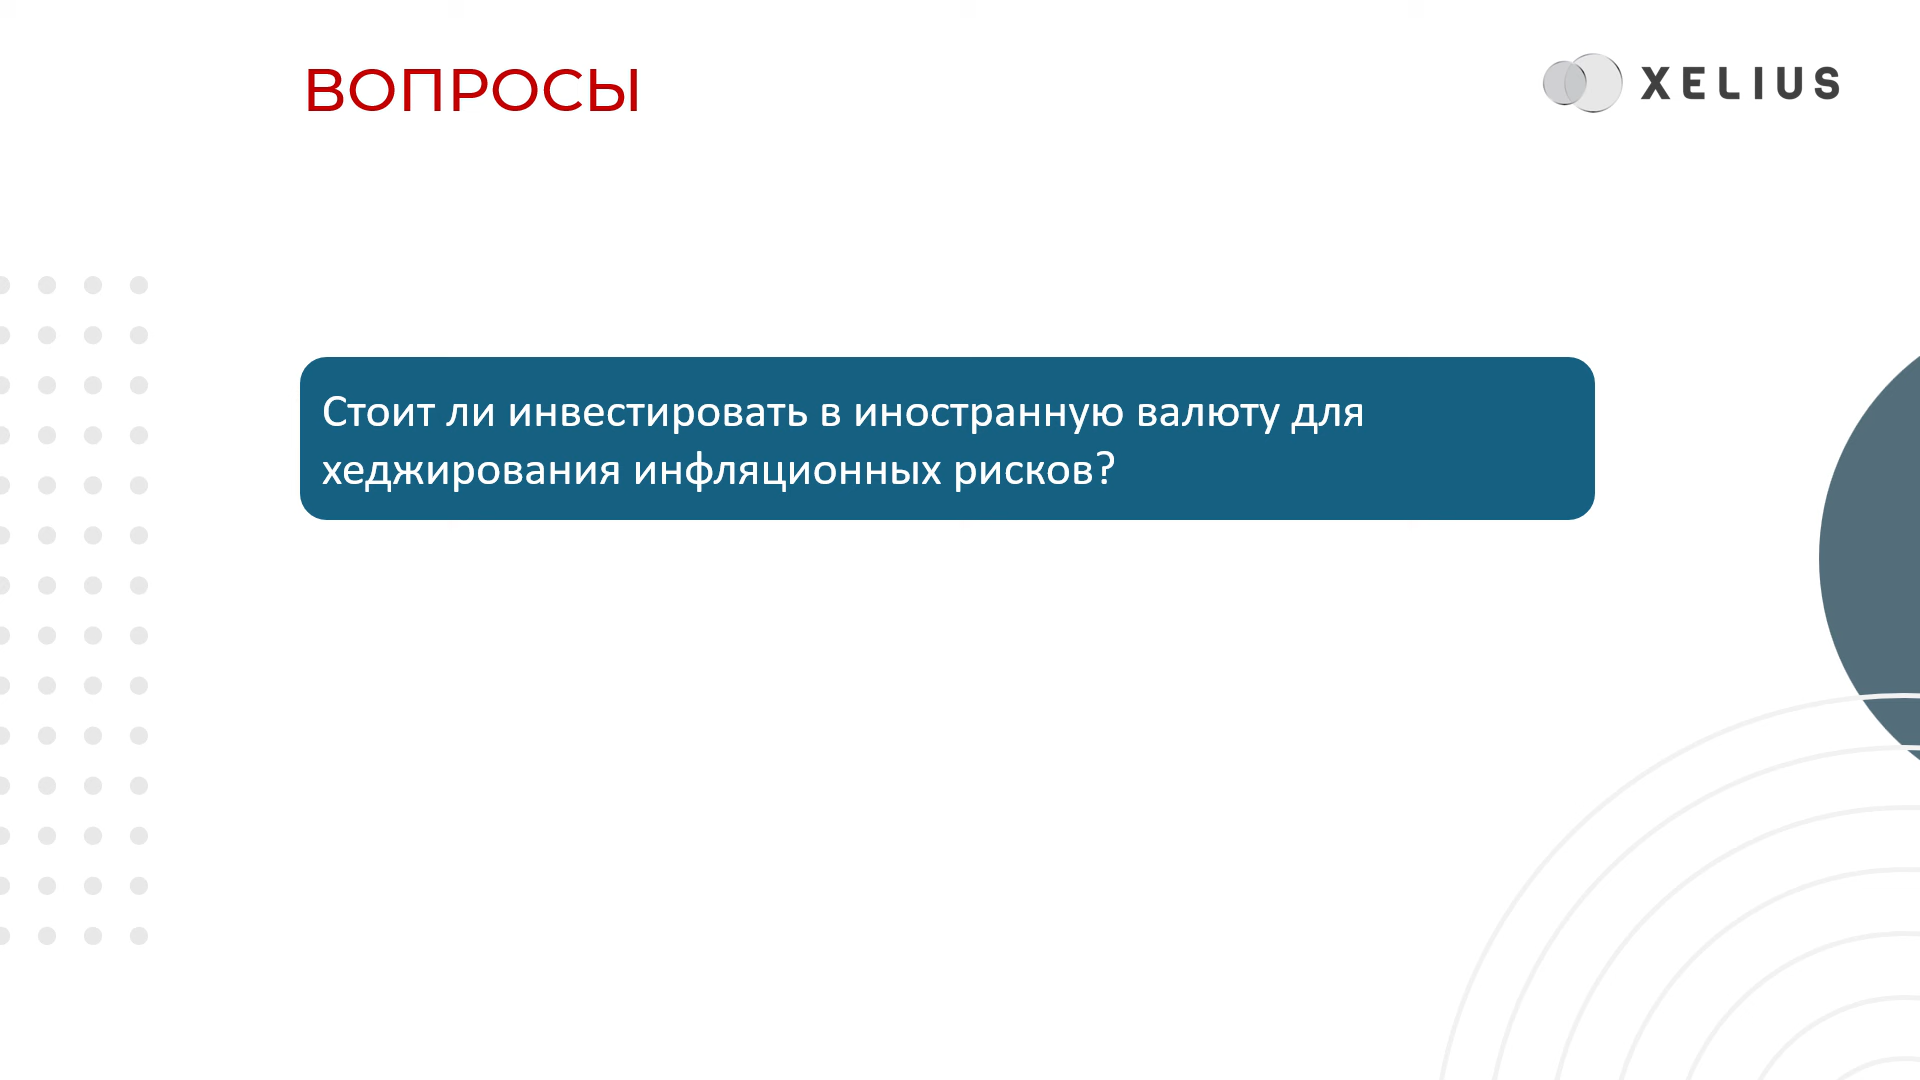 ВОПРОСЫ
XELIUS
Стоит ли инвестировать в иностранную валюту для
хеджирования инфляционных рисков?